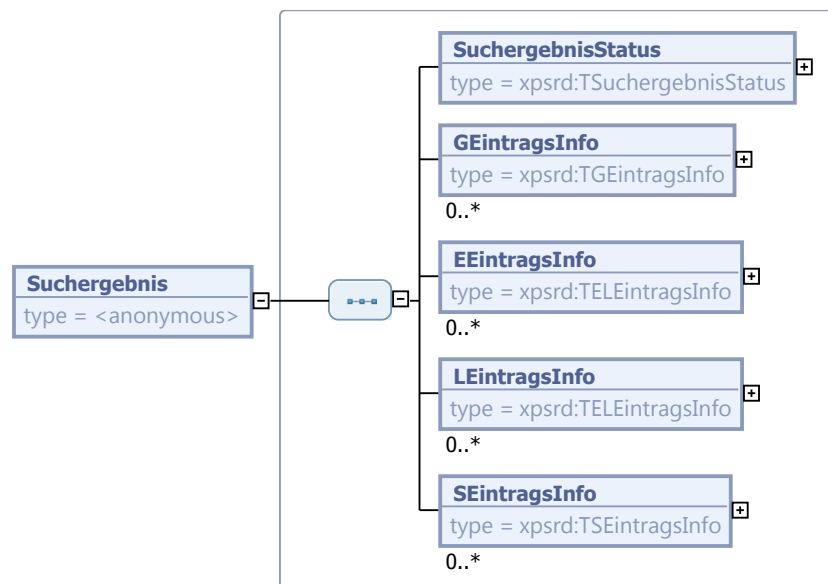 SuchergebnisStatus
type = xpsrd:TSuchergebnisStatus
GEintragsInfo
type = xpsrd:TGEintragsInfo
0..*
EEintragsInfo
type = xpsrd:TELEintragsInfo
0..*
Suchergebnis
type = <anonymous>
LEintragsInfo
type = xpsrd:TELEintragsInfo
0..*
SEintragsInfo
type = xpsrd:TSEintragsInfo
0..*